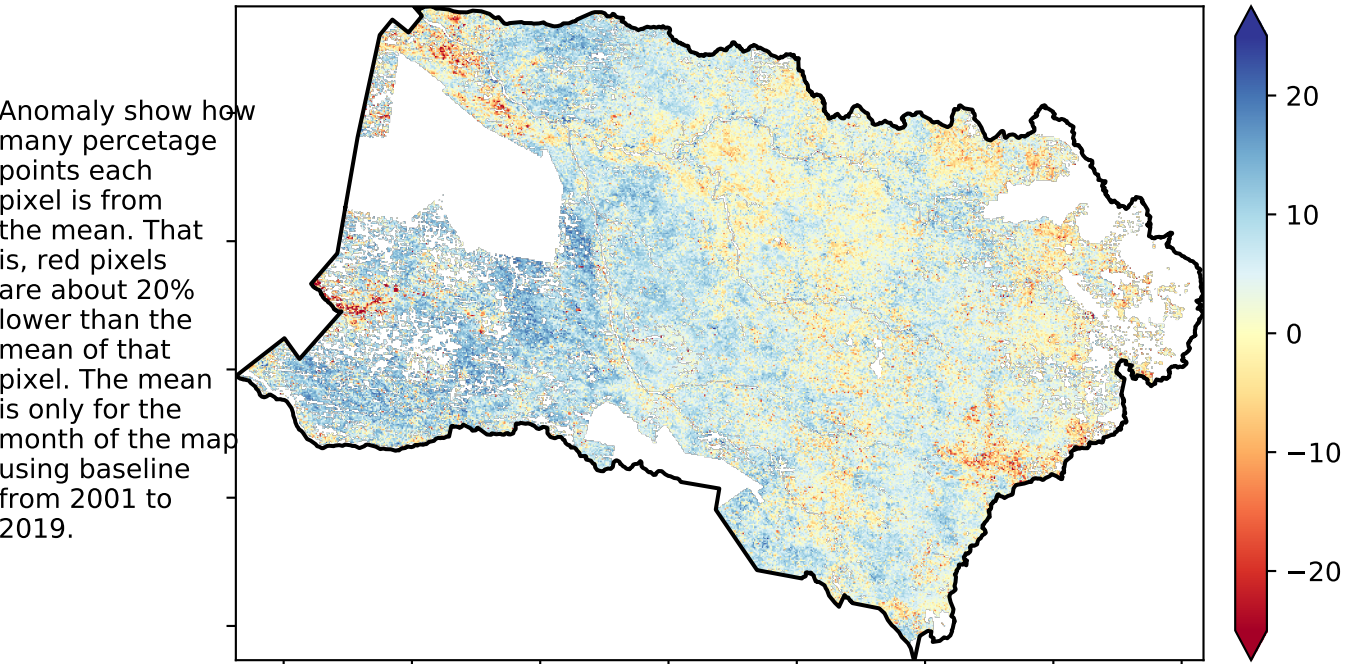 Anomaly show how
many percetage
points each
pixel is from
the mean. That
is, red pixels
are about 20%
lower than the
mean of that
pixel. The mean
is only for the
month of the map
using baseline
from 2001 to
2019.
20
10
0
−10
−20